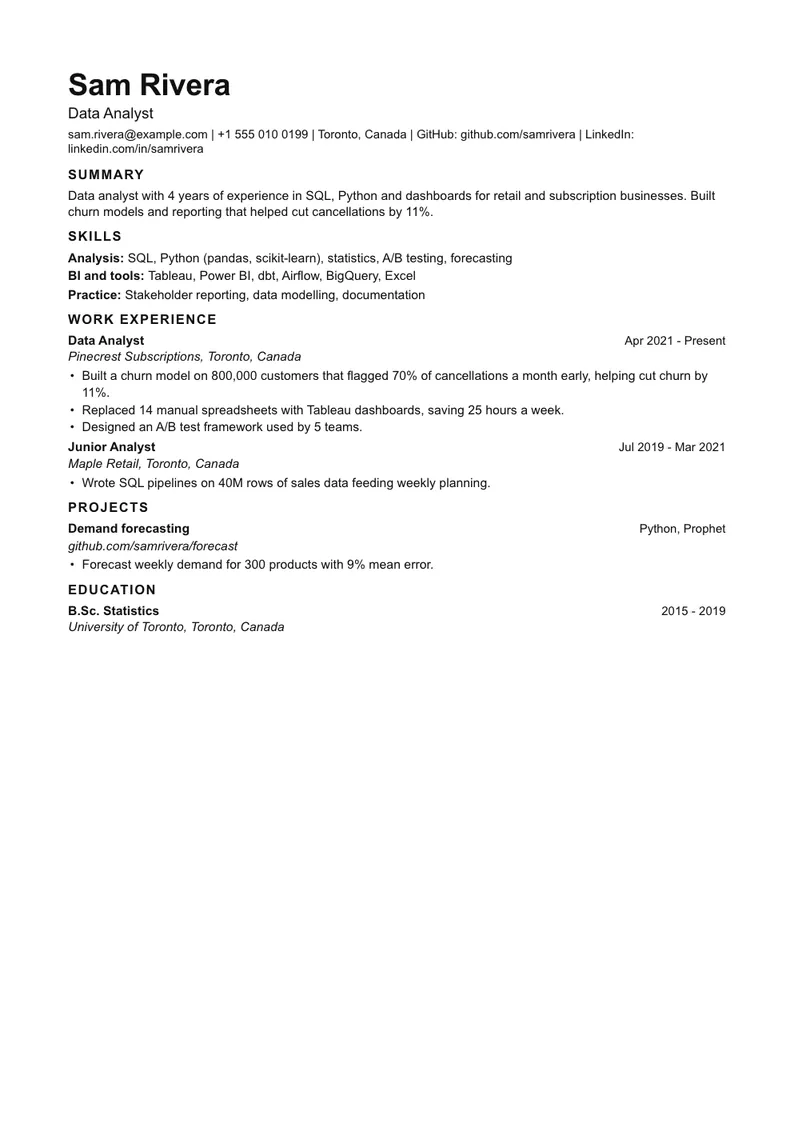 Sam Rivera
Data Analyst
sam.rivera@example.com | +1 555 010 0199 | Toronto, Canada | GitHub: github.com/samrivera | LinkedIn:
linkedin.com/in/samrivera
SUMMARY
Data analyst with 4 years of experience in SQL, Python and dashboards for retail and subscription businesses. Built
churn models and reporting that helped cut cancellations by 11%.
SKILLS
Analysis: SQL, Python (pandas, scikit-learn), statistics, A/B testing, forecasting
BI and tools: Tableau, Power BI, dbt, Airflow, BigQuery, Excel
Practice: Stakeholder reporting, data modelling, documentation
WORK EXPERIENCE
Data Analyst Apr 2021 - Present
Pinecrest Subscriptions, Toronto, Canada
• Built a churn model on 800,000 customers that flagged 70% of cancellations a month early, helping cut churn by
11%.
• Replaced 14 manual spreadsheets with Tableau dashboards, saving 25 hours a week.
• Designed an A/B test framework used by 5 teams.
Junior Analyst Jul 2019 - Mar 2021
Maple Retail, Toronto, Canada
• Wrote SQL pipelines on 40M rows of sales data feeding weekly planning.
PROJECTS
Demand forecasting Python, Prophet
github.com/samrivera/forecast
• Forecast weekly demand for 300 products with 9% mean error.
EDUCATION
B.Sc. Statistics 2015 - 2019
University of Toronto, Toronto, Canada